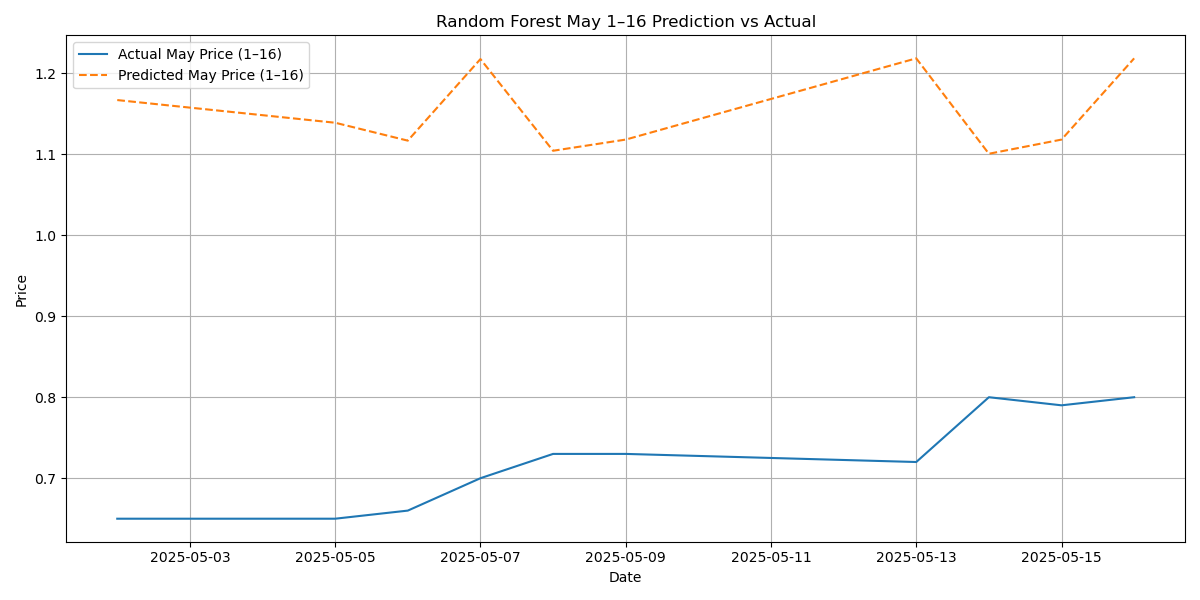 Random Forest May 1–16 Prediction vs Actual
Actual May Price (1–16)
Predicted May Price (1–16)
Price
1.2
1.1
1.0
0.9
0.8
0.7
2025-05-03
2025-05-05
2025-05-07
2025-05-09
2025-05-11
2025-05-13
2025-05-15
Date